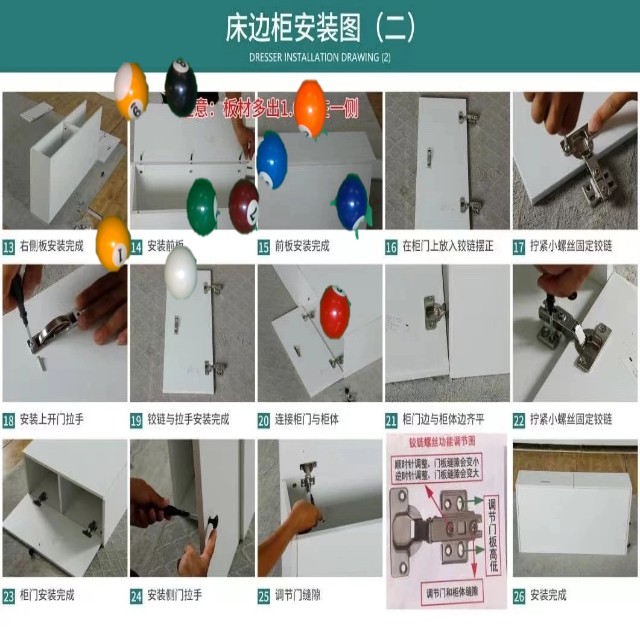 床边柜安装图（二）
DRESSER INSTALLATION DRAWING (2)
意：板材多出1.
一侧
13 右侧板安装完成
14 安装前板
15 前板安装完成
16 在柜门上放入铰链摆正
17 拧紧小螺丝固定铰链
18 安装上开门拉手
19 铰链与拉手安装完成
20 连接柜门与柜体
21 柜门边与柜体边齐平
22 拧紧小螺丝固定铰链
铰链螺丝功能调节图
顺时针调整，门板缝隙会变小
逆时针调整，门板缝隙会变大
调节门板高低
调节门和柜体缝隙
23 柜门安装完成
24 安装侧门拉手
25 调节门缝隙
26 安装完成
8
1
2